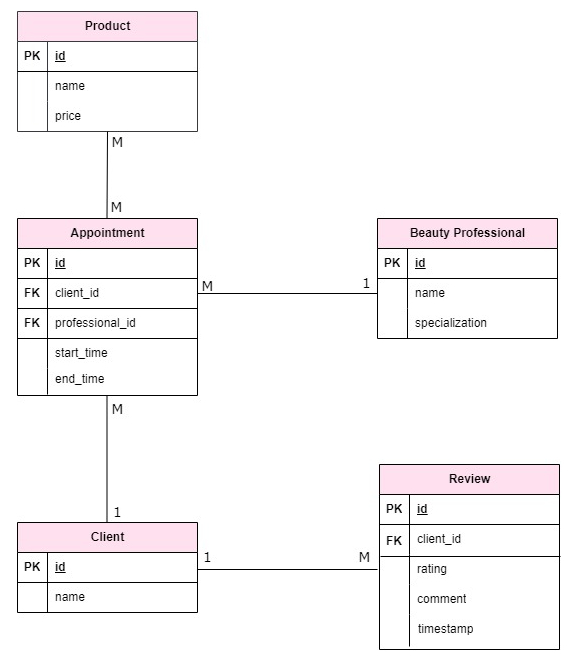 Product
PK id
name
price
M
M
Appointment
PK id
FK client_id
FK professional_id
start_time
end_time
M 1
Beauty Professional
PK id
name
specialization
M
1
Client
PK id
name
1 M
Review
PK id
FK client_id
rating
comment
timestamp